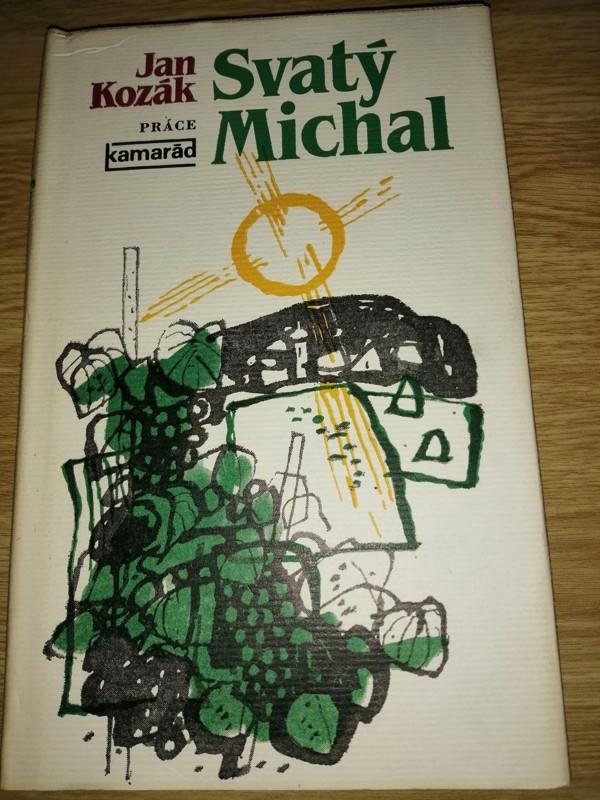 Jan
Kozák
PRÁCE
kamarád
Svatý
Michal